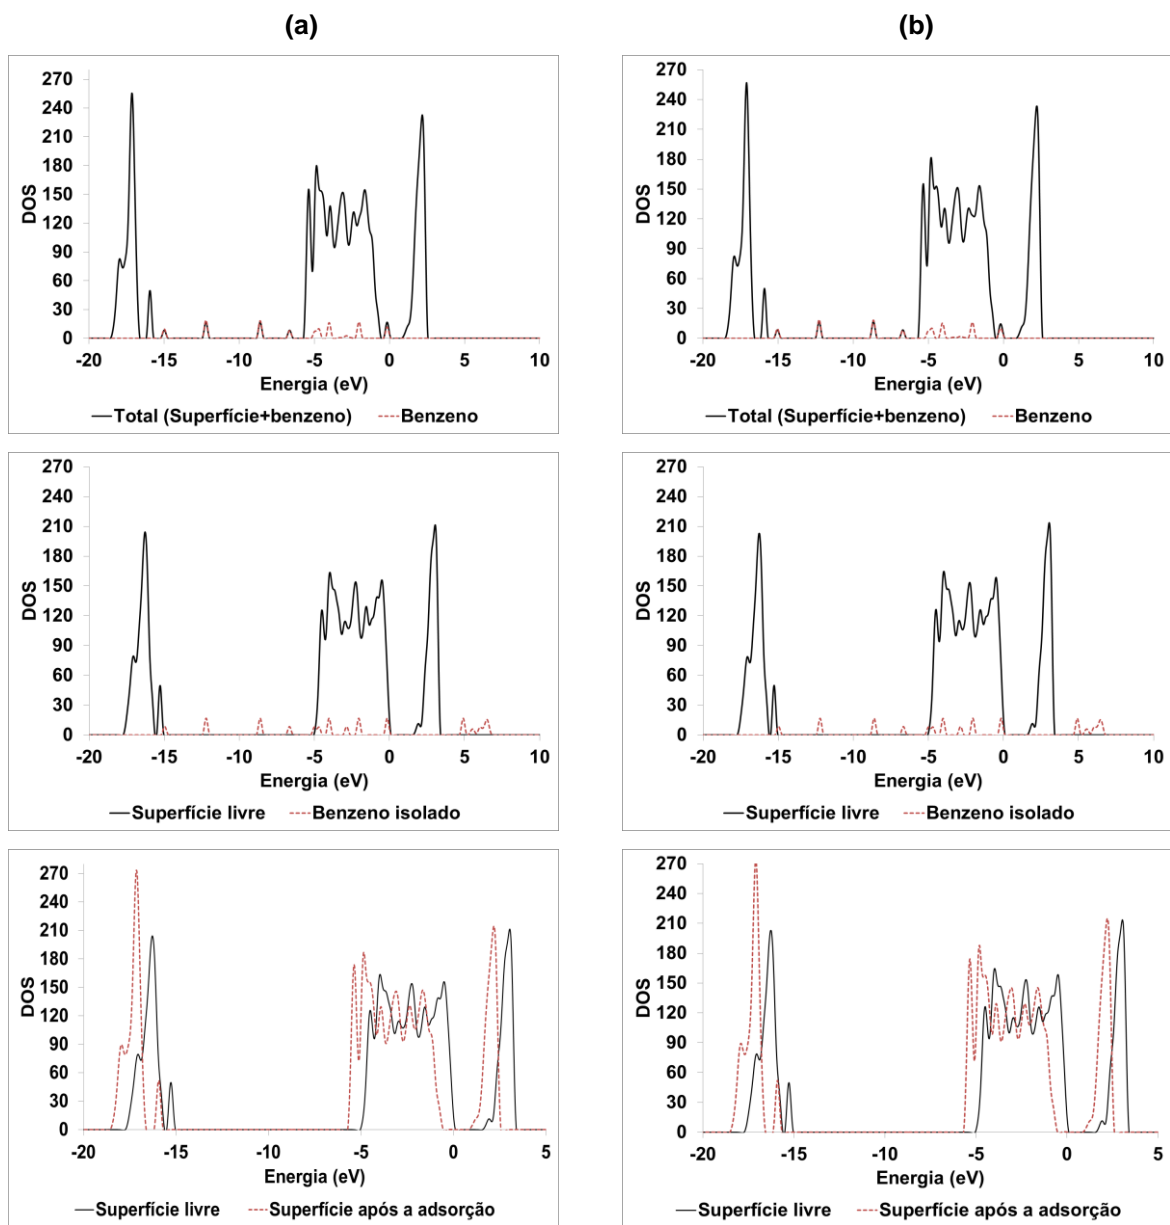 (a)
(b)
270
240
210
180
150
120
90
60
30
0
DOS
-20 -15 -10 -5 0 5 10
Energia (eV)
Total (Superfície+benzeno) Benzeno
270
240
210
180
150
120
90
60
30
0
DOS
-20 -15 -10 -5 0 5 10
Energia (eV)
Total (Superfície+benzeno) Benzeno
270
240
210
180
150
120
90
60
30
0
DOS
-20 -15 -10 -5 0 5 10
Energia (eV)
Superfície livre Benzeno isolado
270
240
210
180
150
120
90
60
30
0
DOS
-20 -15 -10 -5 0 5 10
Energia (eV)
Superfície livre Benzeno isolado
270
240
210
180
150
120
90
60
30
0
DOS
-20 -15 -10 -5 0 5
Energia (eV)
Superfície livre Superfície após a adsorção
270
240
210
180
150
120
90
60
30
0
DOS
-20 -15 -10 -5 0 5
Energia (eV)
Superfície livre Superfície após a adsorção